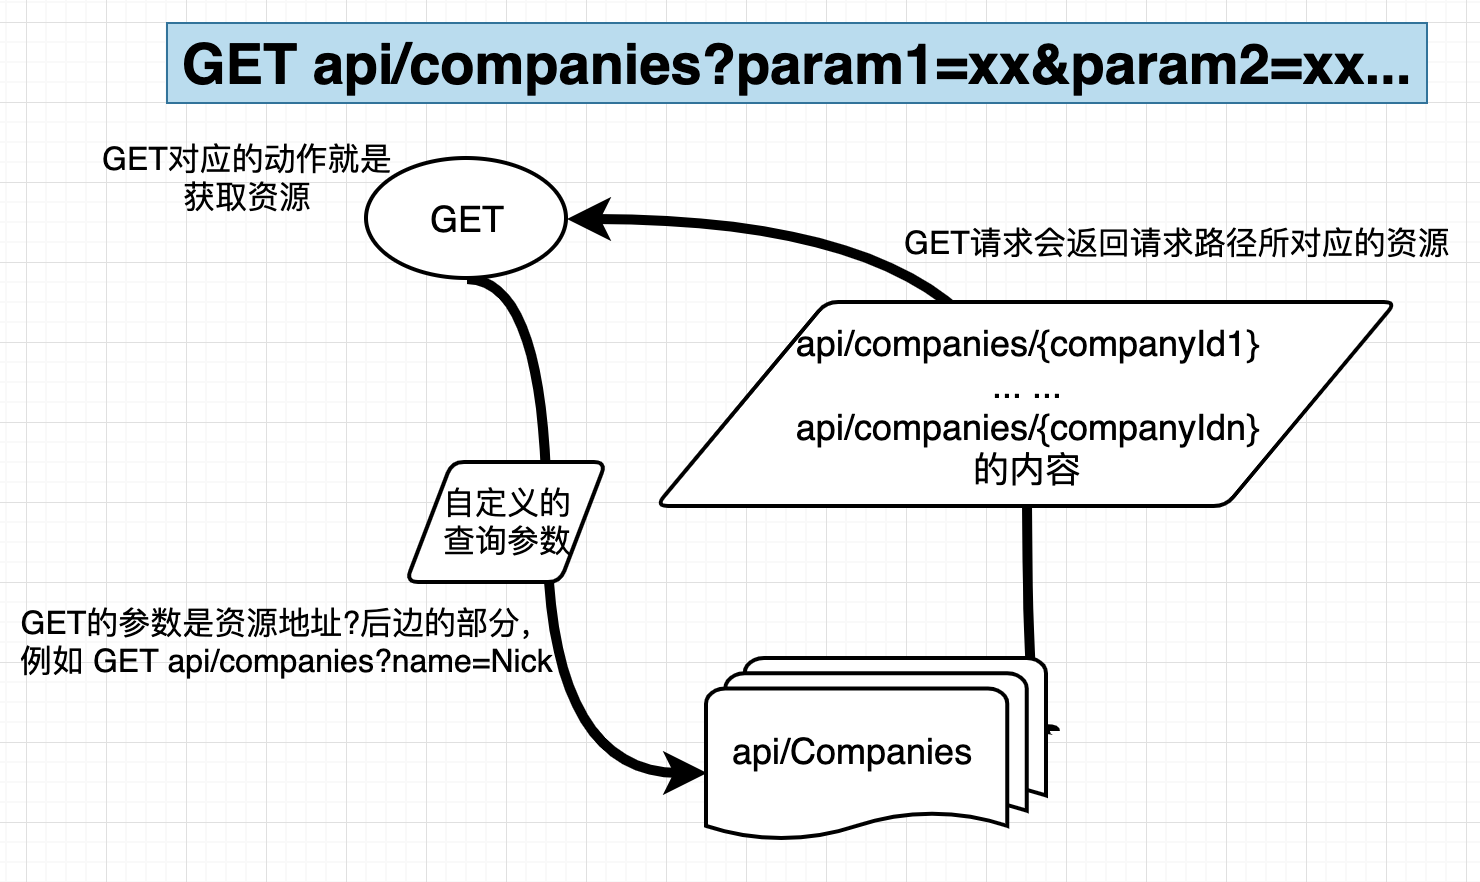 GET api/companies?param1=xx&param2=xx...
GET对应的动作就是
获取资源
GET
GET请求会返回请求路径所对应的资源
api/companies/{companyId1}
... ...
api/companies/{companyIdn}
的内容
自定义的
查询参数
GET的参数是资源地址?后边的部分，
例如 GET api/companies?name=Nick
api/Companies